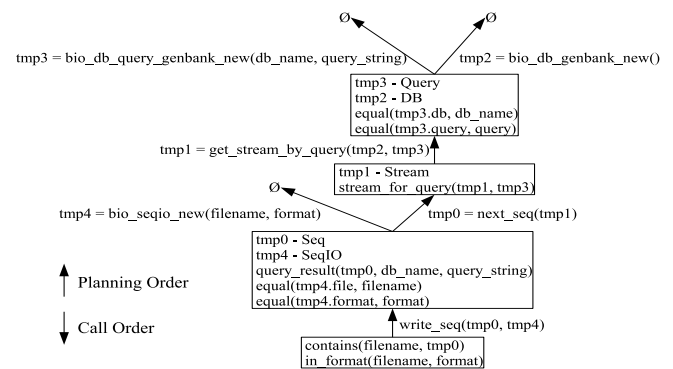 Ø Ø
tmp3 = bio_db_query_genbank_new(db_name, query_string) tmp2 = bio_db_genbank_new()
tmp3 - Query
tmp2 - DB
equal(tmp3.db, db_name)
equal(tmp3.query, query)
tmp1 = get_stream_by_query(tmp2, tmp3)
tmp1 - Stream
stream_for_query(tmp1, tmp3)
Ø
tmp4 = bio_seqio_new(filename, format) tmp0 = next_seq(tmp1)
tmp0 - Seq
tmp4 - SeqIO
query_result(tmp0, db_name, query_string)
equal(tmp4.file, filename)
equal(tmp4.format, format)
Planning Order
Call Order
write_seq(tmp0, tmp4)
contains(filename, tmp0)
in_format(filename, format)